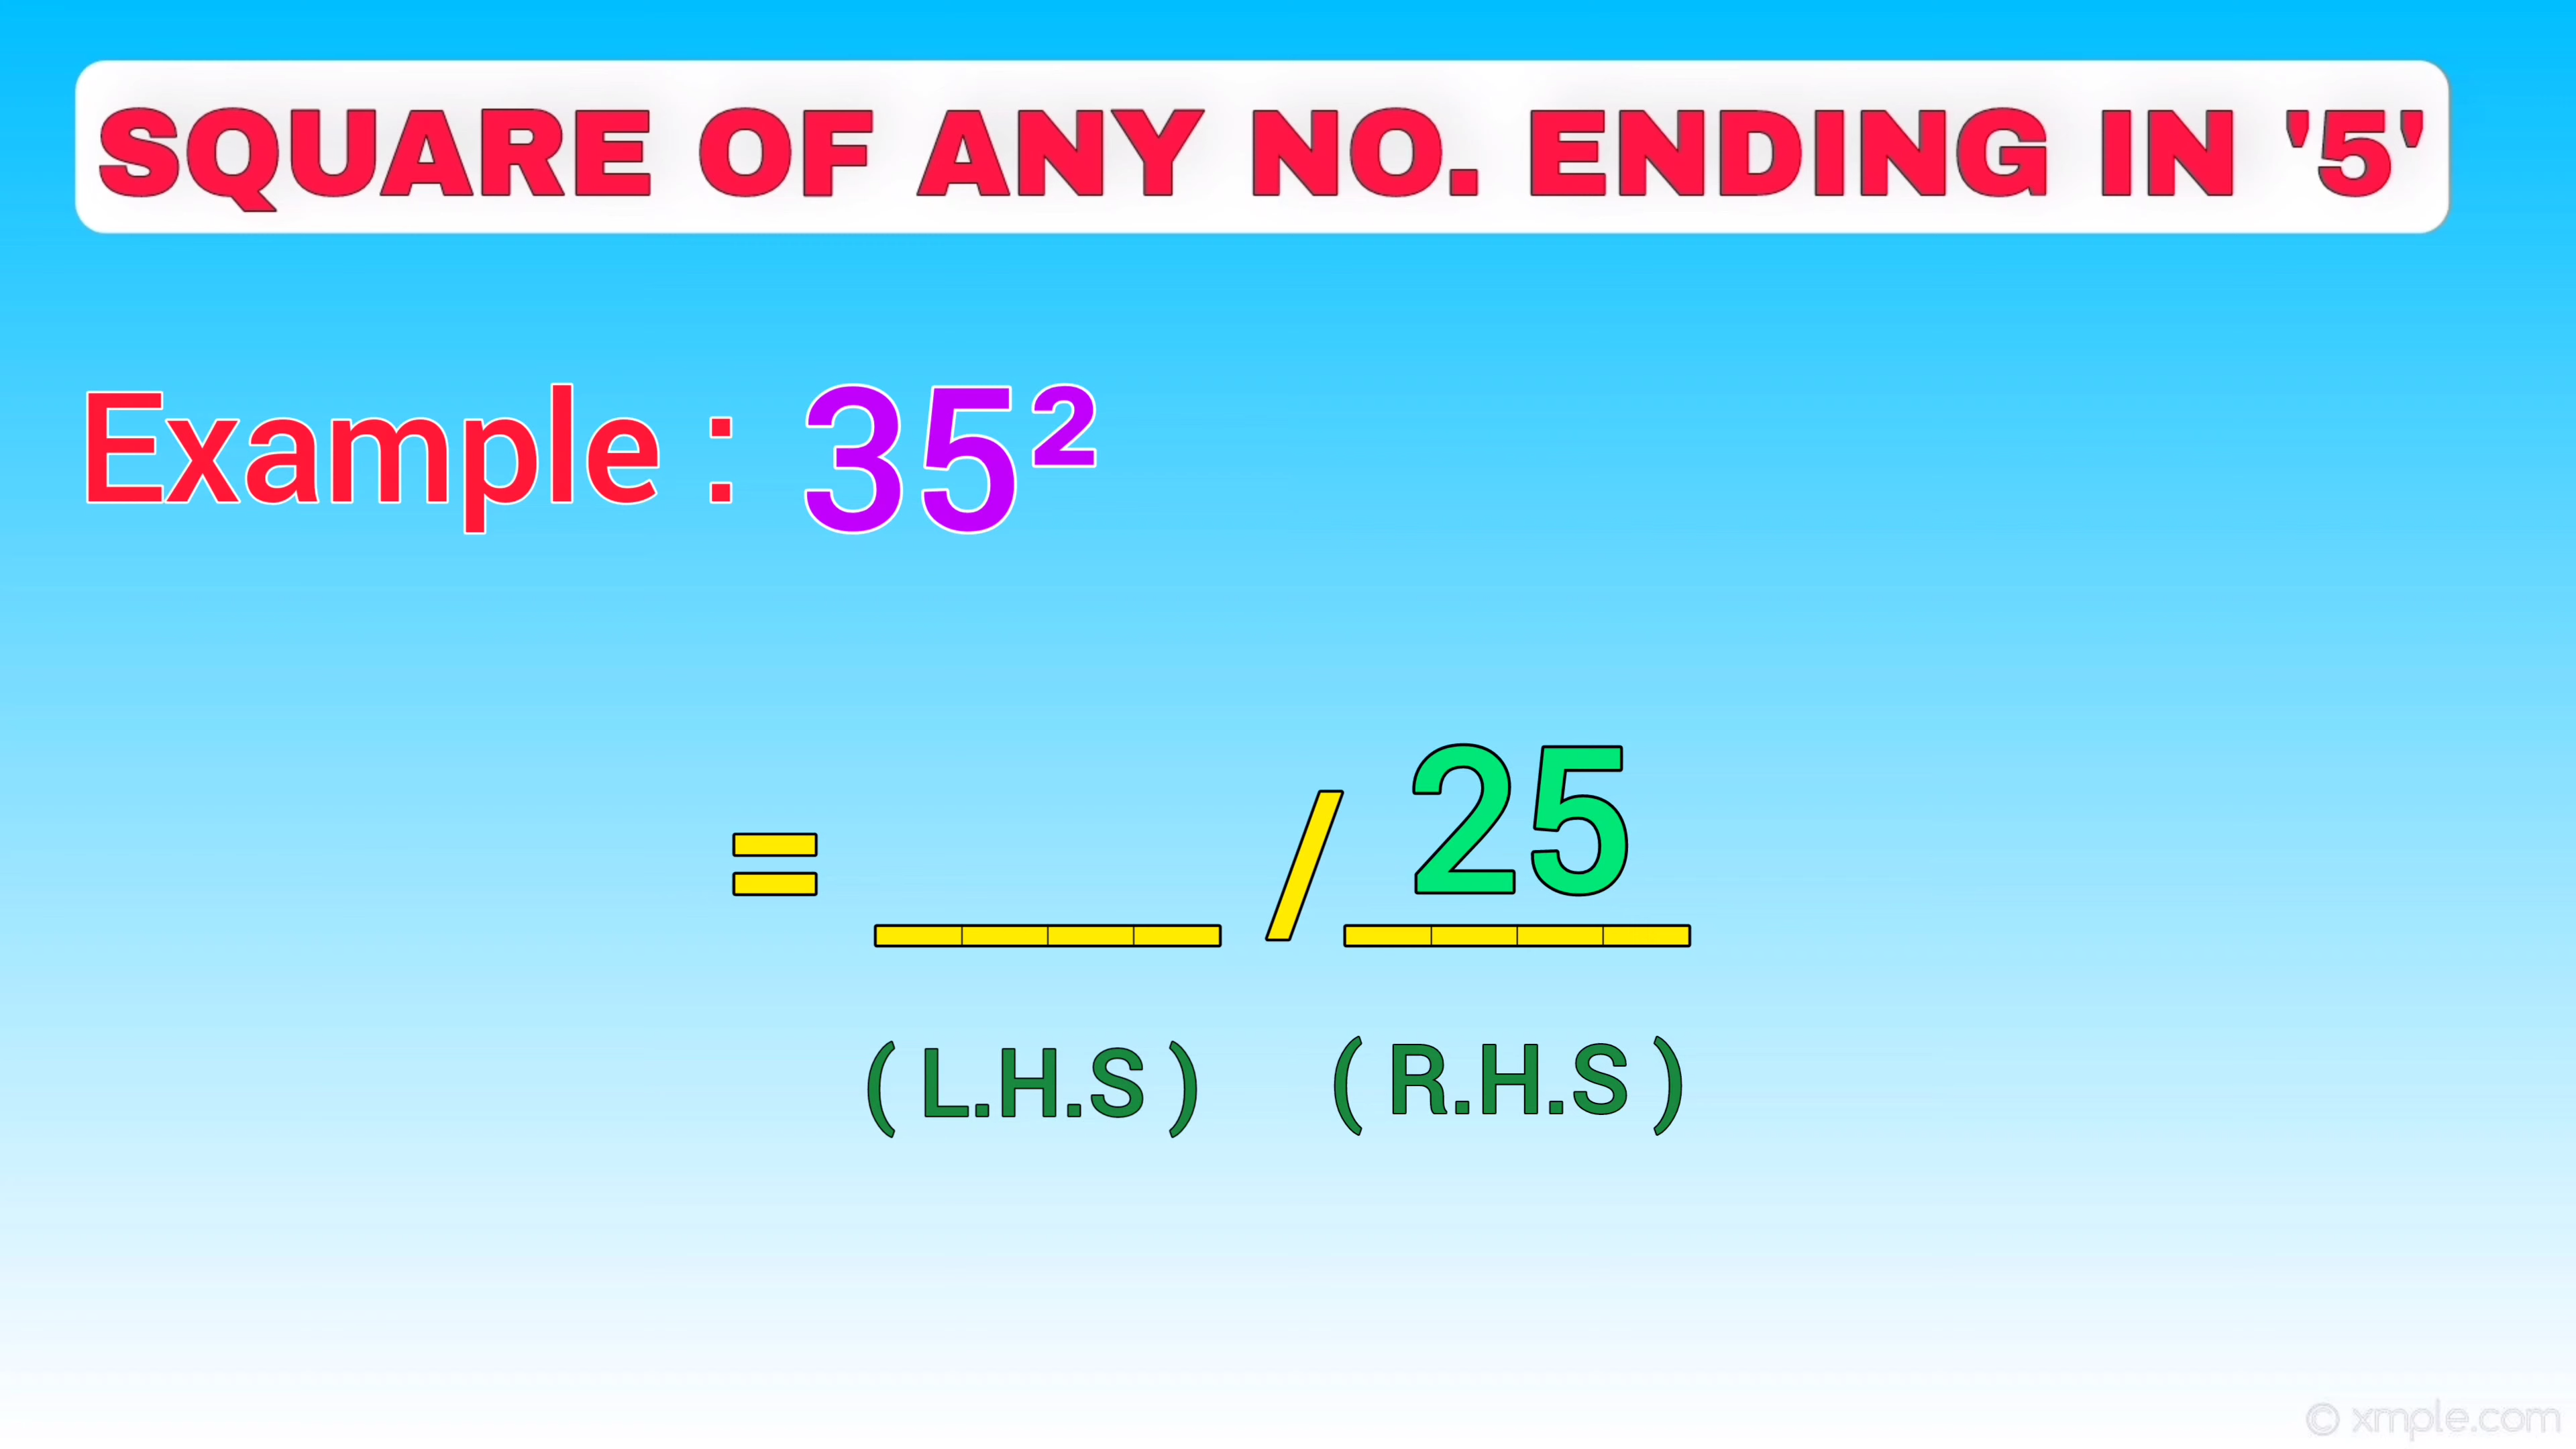 SQUARE OF ANY NO. ENDING IN '5'
Example : 35²
= ____ / 25
( L.H.S ) ( R.H.S )
© xmple.com